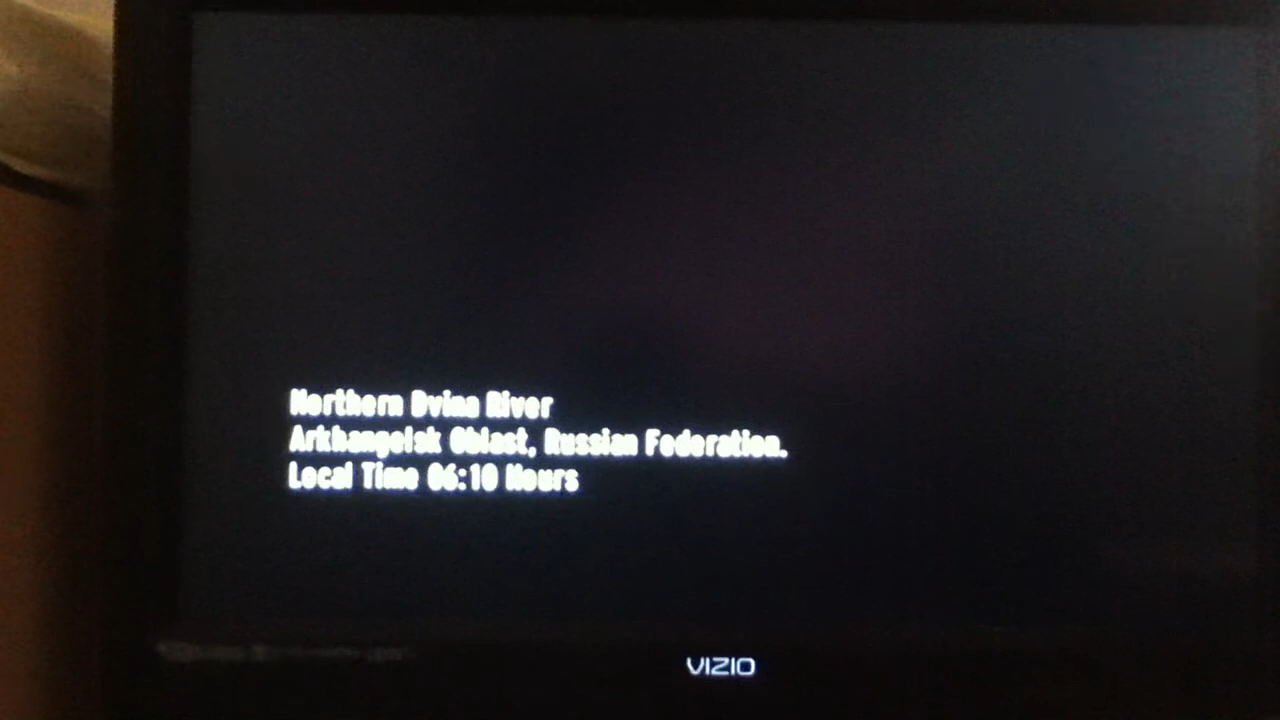 Northern Dvina River
Arkhangelsk Oblast, Russian Federation.
Local Time 06:10 Hours
VIZIO